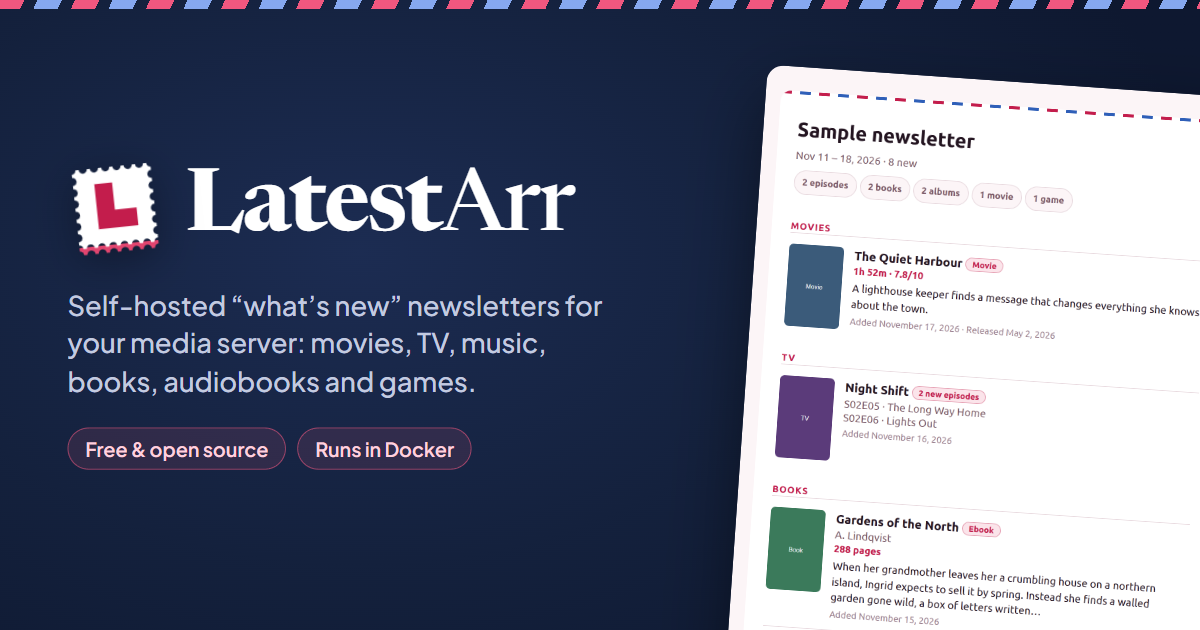 L
LatestArr
Self-hosted “what’s new” newsletters for
your media server: movies, TV, music,
books, audiobooks and games.
Free & open source
Runs in Docker
Sample newsletter
Nov 11 – 18, 2026 · 8 new
2 episodes
2 books
2 albums
1 movie
1 game
MOVIES
Movie
The Quiet Harbour Movie
1h 52m · 7.8/10
A lighthouse keeper finds a message that changes everything she knows
about the town.
Added November 17, 2026 · Released May 2, 2026
TV
TV
Night Shift 2 new episodes
S02E05 · The Long Way Home
S02E06 · Lights Out
Added November 16, 2026
BOOKS
Book
Gardens of the North Ebook
A. Lindqvist
288 pages
When her grandmother leaves her a crumbling house on a northern
island, Ingrid expects to sell it by spring. Instead she finds a walled
garden gone wild, a box of letters written…
Added November 15, 2026